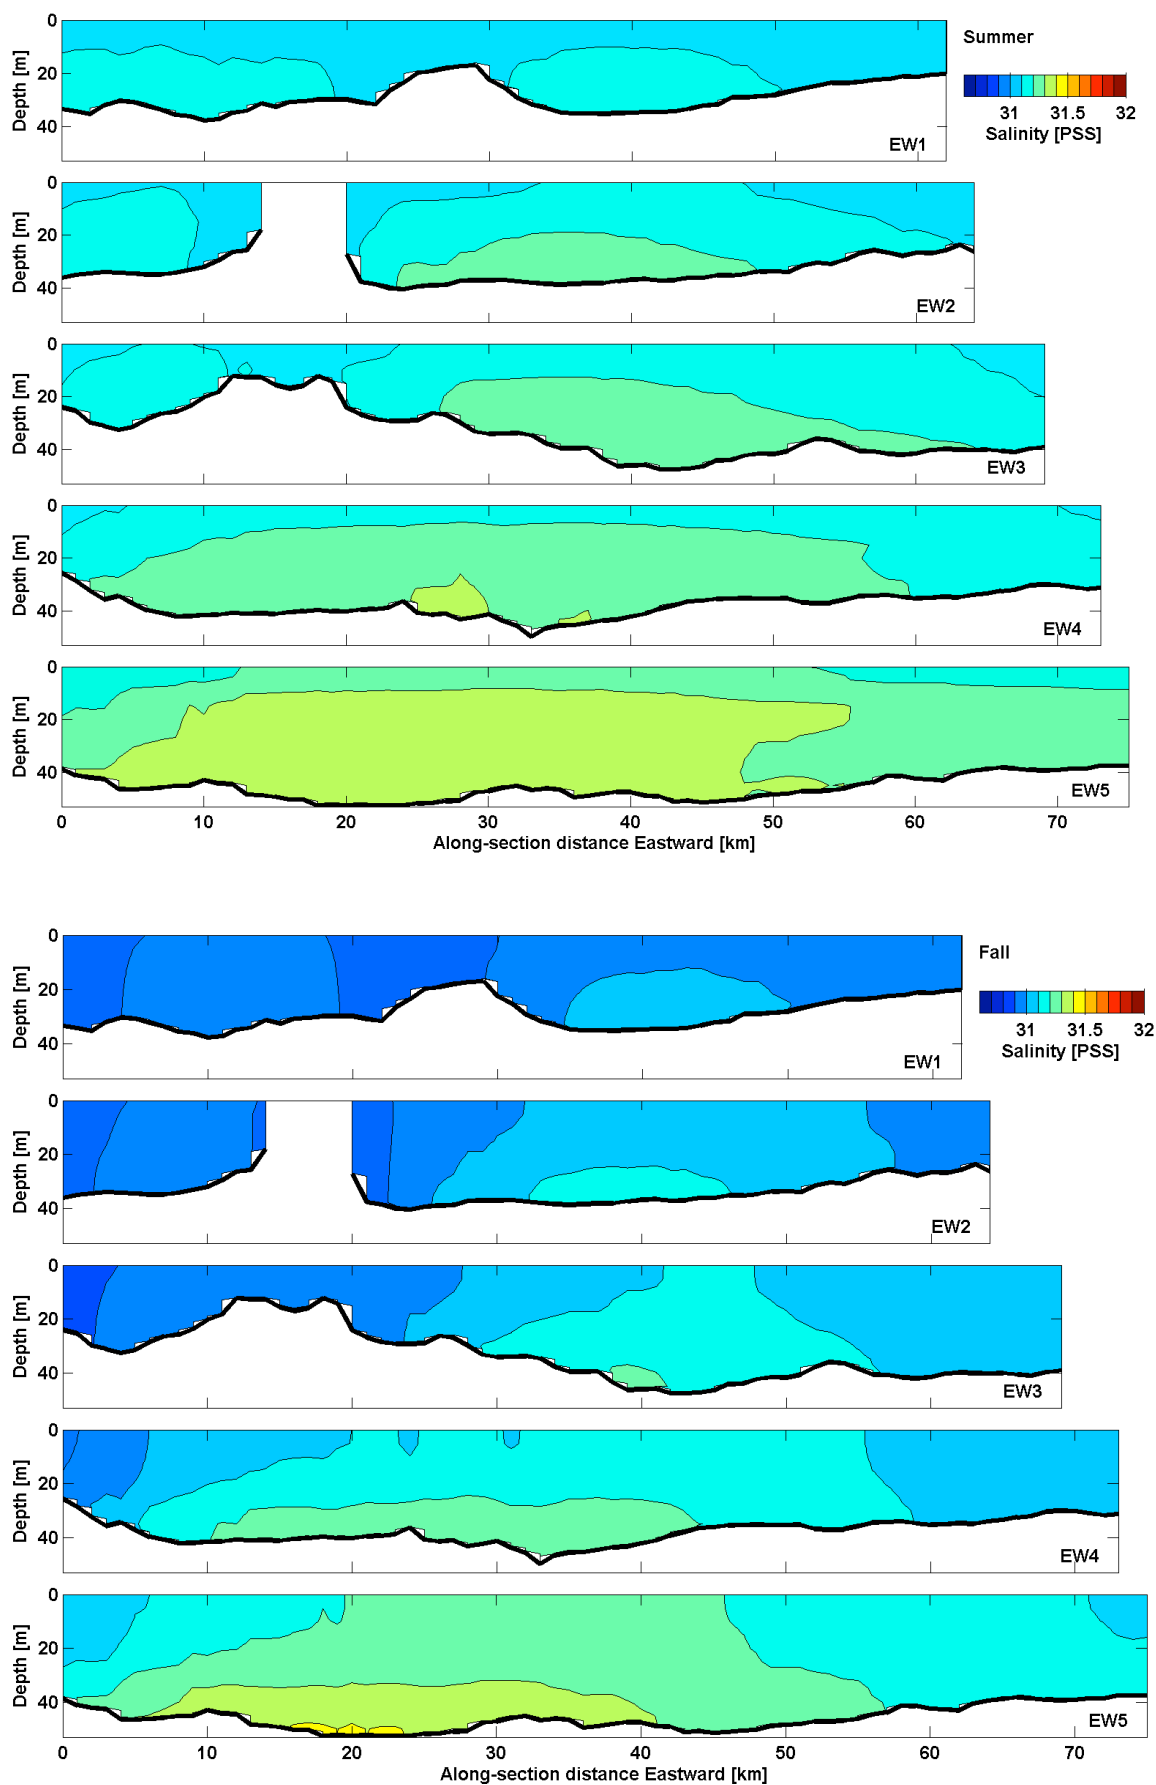 0
20
40
Depth [m]
EW1
Summer
31 31.5 32
Salinity [PSS]
0
20
40
Depth [m]
EW2
0
20
40
Depth [m]
EW3
0
20
40
Depth [m]
EW4
0
20
40
Depth [m]
EW5
0 10 20 30 40 50 60 70
Along-section distance Eastward [km]
0
20
40
Depth [m]
EW1
Fall
31 31.5 32
Salinity [PSS]
0
20
40
Depth [m]
EW2
0
20
40
Depth [m]
EW3
0
20
40
Depth [m]
EW4
0
20
40
Depth [m]
EW5
0 10 20 30 40 50 60 70
Along-section distance Eastward [km]